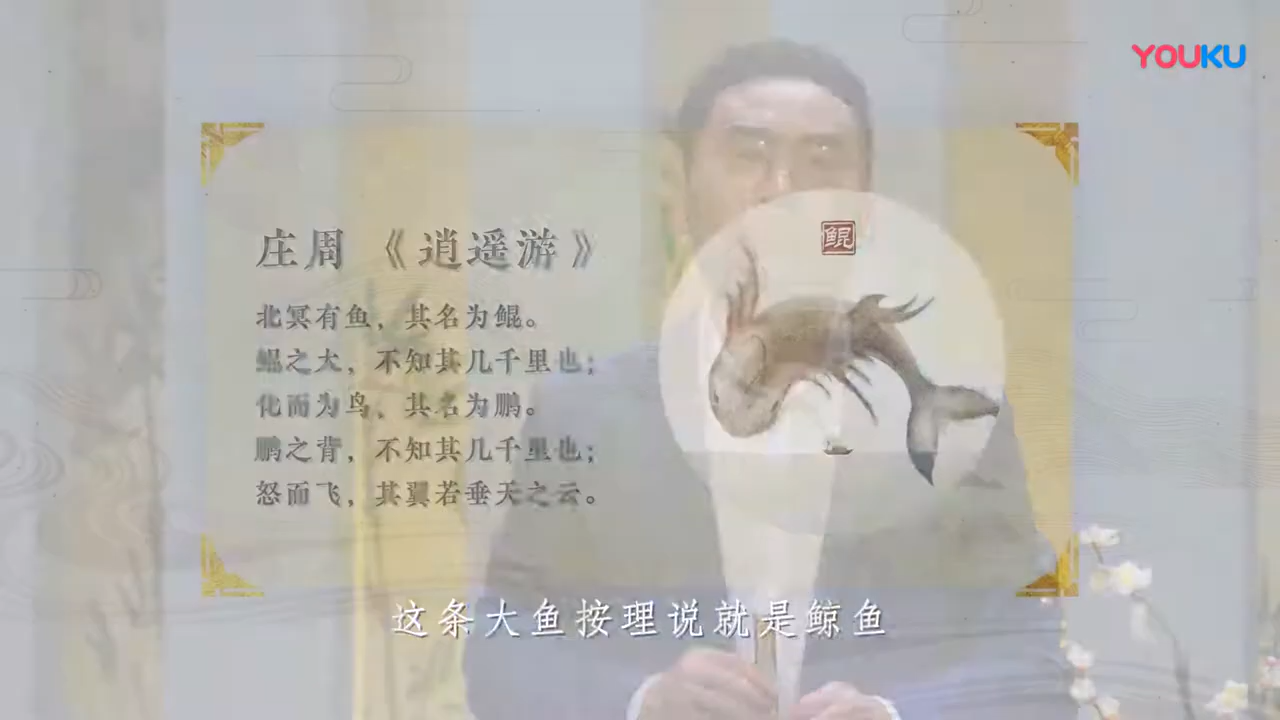 YOUKU
鲲
庄周《逍遥游》
北冥有鱼，其名为鲲。
鲲之大，不知其几千里也；
化而为鸟，其名为鹏。
鹏之背，不知其几千里也；
怒而飞，其翼若垂天之云。
这条大鱼按理说就是鲸鱼